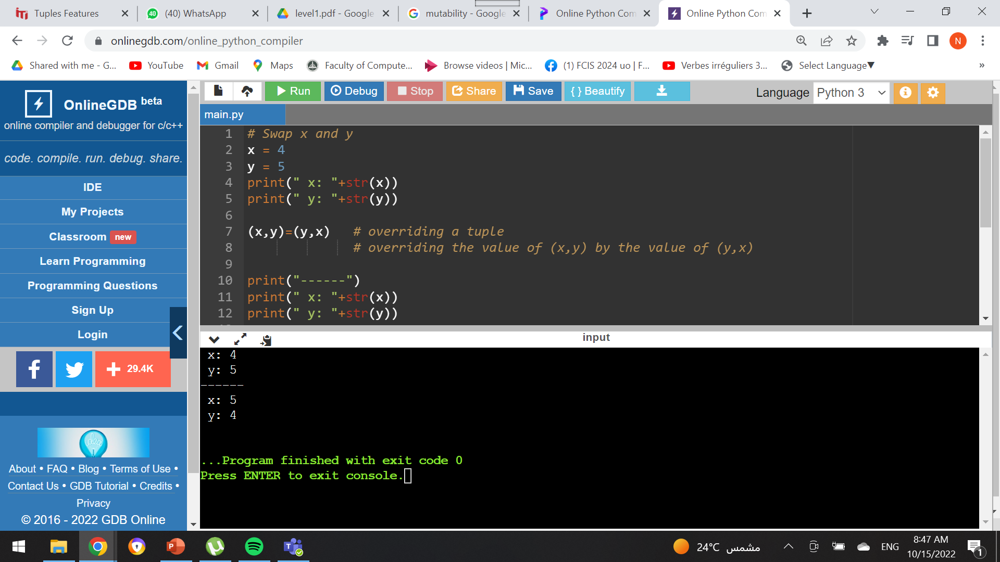 Tuples Features
(40) WhatsApp
level1.pdf - Google
mutability - Google
Online Python Com
Online Python Com
onlinegdb.com/online_python_compiler
N
Shared with me - G...
YouTube
Gmail
Maps
Faculty of Compute...
Browse videos | Mic...
(1) FCIS 2024 uo | F...
Verbes irréguliers 3...
Select Language▼
»
OnlineGDB beta
online compiler and debugger for c/c++
code. compile. run. debug. share.
IDE
My Projects
Classroom new
Learn Programming
Programming Questions
Sign Up
Login
29.4K
idea
About • FAQ • Blog • Terms of Use •
Contact Us • GDB Tutorial • Credits •
Privacy
© 2016 - 2022 GDB Online
Run
Debug
Stop
Share
Save
{ } Beautify
Language Python 3
main.py
1 # Swap x and y
2 x = 4
3 y = 5
4 print(" x: "+str(x))
5 print(" y: "+str(y))
6
7 (x,y)=(y,x) # overriding a tuple
8 # overriding the value of (x,y) by the value of (y,x)
9
10 print("------")
11 print(" x: "+str(x))
12 print(" y: "+str(y))
input
x: 4
y: 5
------
x: 5
y: 4
...Program finished with exit code 0
Press ENTER to exit console.
24°C مشمس
ENG
8:47 AM
10/15/2022
1